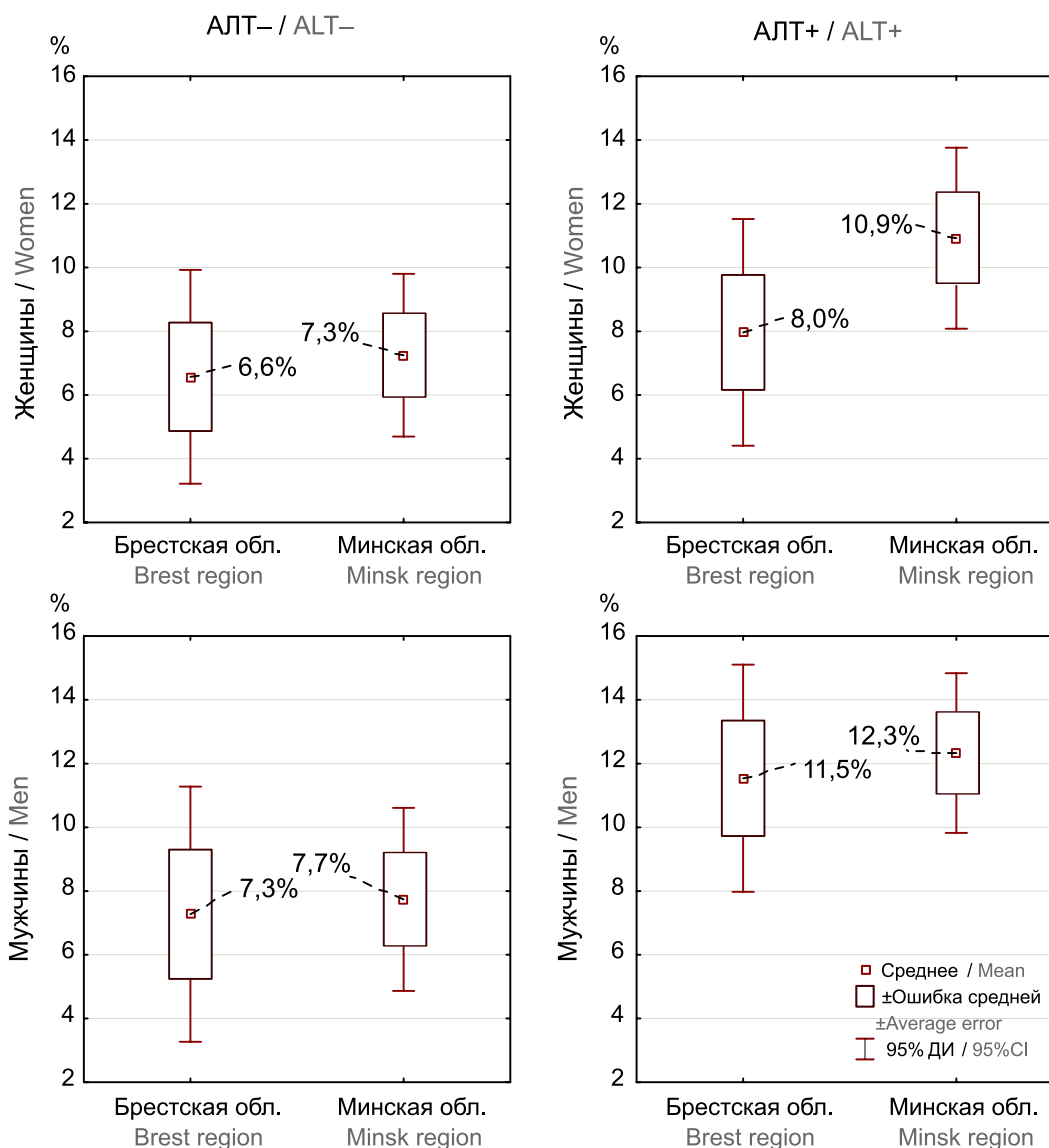 АЛТ– / ALT–
%
16
14
12
10
8
6
4
2
Женщины / Women
7,3%
6,6%
Брестская обл.
Brest region
Минская обл.
Minsk region
АЛТ+ / ALT+
%
16
14
12
10
8
6
4
2
Женщины / Women
10,9%
8,0%
Брестская обл.
Brest region
Минская обл.
Minsk region
%
16
14
12
10
8
6
4
2
Мужчины / Men
7,7%
7,3%
Брестская обл.
Brest region
Минская обл.
Minsk region
%
16
14
12
10
8
6
4
2
Мужчины / Men
12,3%
11,5%
Среднее / Mean
±Ошибка средней
±Average error
95% ДИ / 95%CI
Брестская обл.
Brest region
Минская обл.
Minsk region